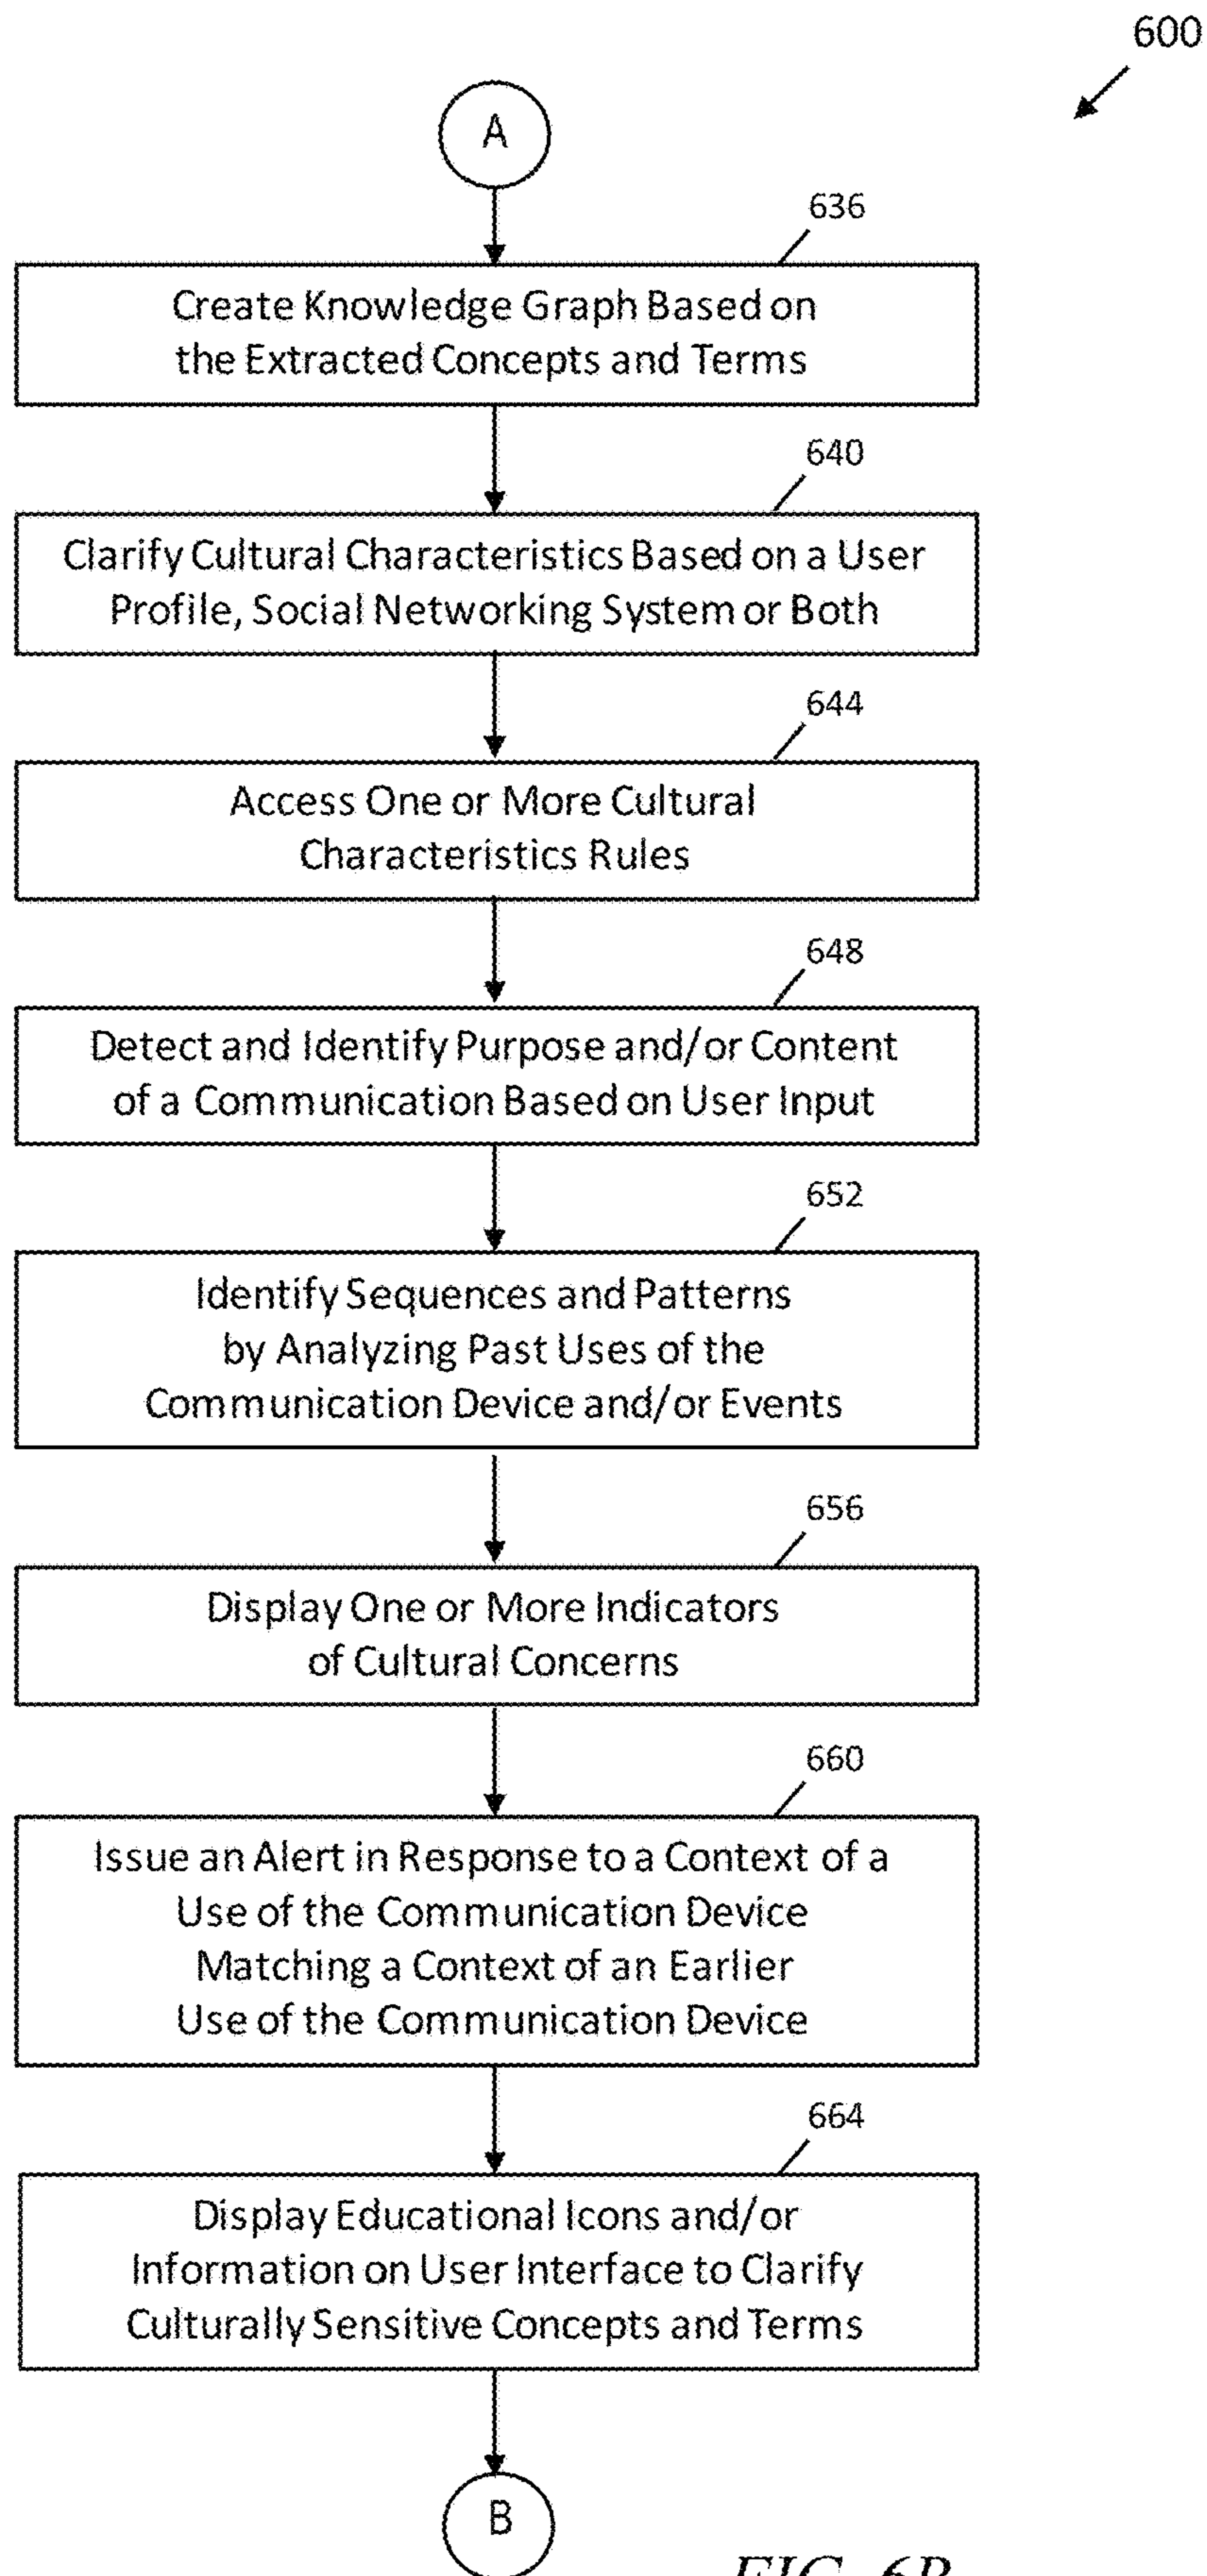 600
A
636
Create Knowledge Graph Based on
the Extracted Concepts and Terms
640
Clarify Cultural Characteristics Based on a User
Profile, Social Networking System or Both
644
Access One or More Cultural
Characteristics Rules
648
Detect and Identify Purpose and/or Content
of a Communication Based on User Input
652
Identify Sequences and Patterns
by Analyzing Past Uses of the
Communication Device and/or Events
656
Display One or More Indicators
of Cultural Concerns
660
Issue an Alert in Response to a Context of a
Use of the Communication Device
Matching a Context of an Earlier
Use of the Communication Device
664
Display Educational Icons and/or
Information on User Interface to Clarify
Culturally Sensitive Concepts and Terms
B
FIG. 6B